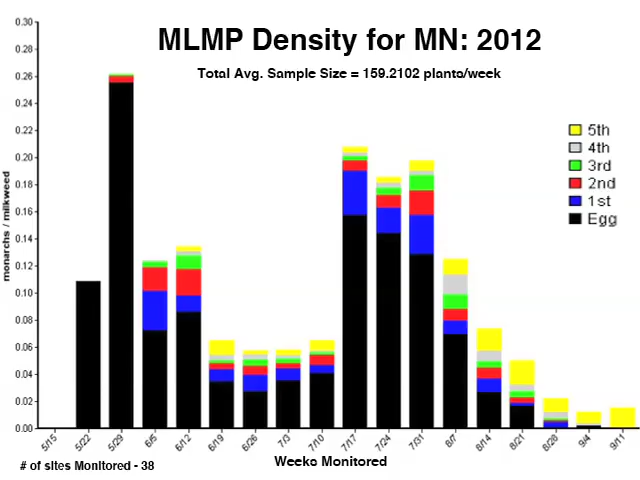 MLMP Density for MN: 2012
Total Avg. Sample Size = 159.2102 plants/week
monarchs / milkweed
0.30
0.28
0.26
0.24
0.22
0.20
0.18
0.16
0.14
0.12
0.10
0.08
0.06
0.04
0.02
0.00
5th
4th
3rd
2nd
1st
Egg
5/15 5/22 5/29 6/5 6/12 6/19 6/26 7/3 7/10 7/17 7/24 7/31 8/7 8/14 8/21 8/28 9/4 9/11
# of sites Monitored - 38
Weeks Monitored